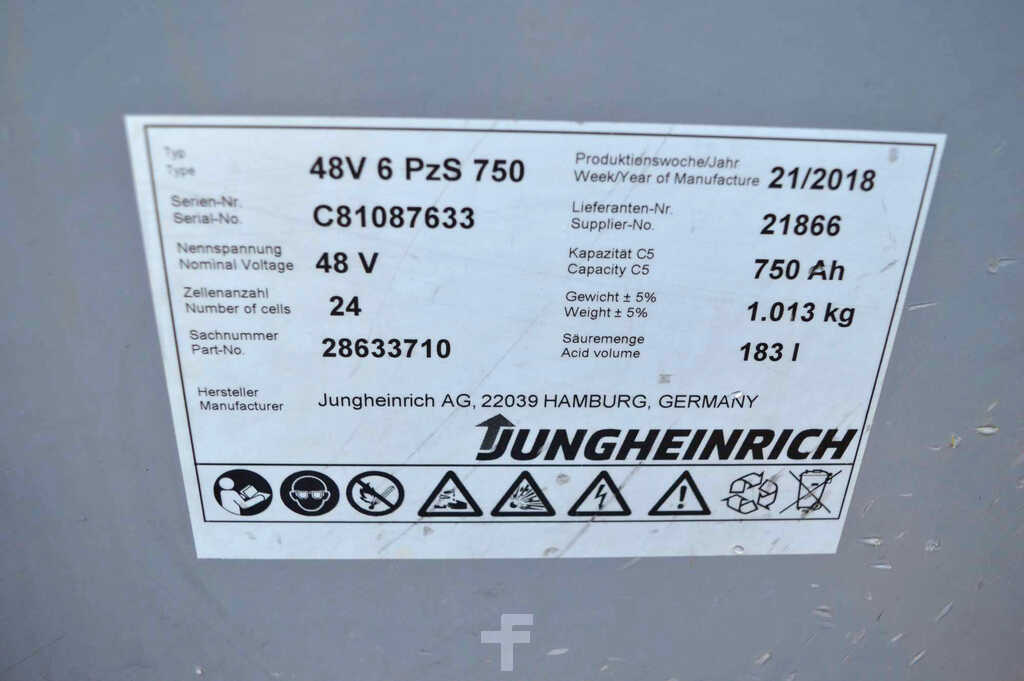 Typ
Type
48V 6 PzS 750
Produktionswoche/Jahr
Week/Year of Manufacture
21/2018
Serien-Nr.
Serial-No.
C81087633
Lieferanten-Nr.
Supplier-No.
21866
Nennspannung
Nominal Voltage
48 V
Kapazität C5
Capacity C5
750 Ah
Zellenanzahl
Number of cells
24
Gewicht ± 5%
Weight ± 5%
1.013 kg
Sachnummer
Part-No.
28633710
Säuremenge
Acid volume
183 l
Hersteller
Manufacturer
Jungheinrich AG, 22039 HAMBURG, GERMANY
JUNGHEINRICH
F